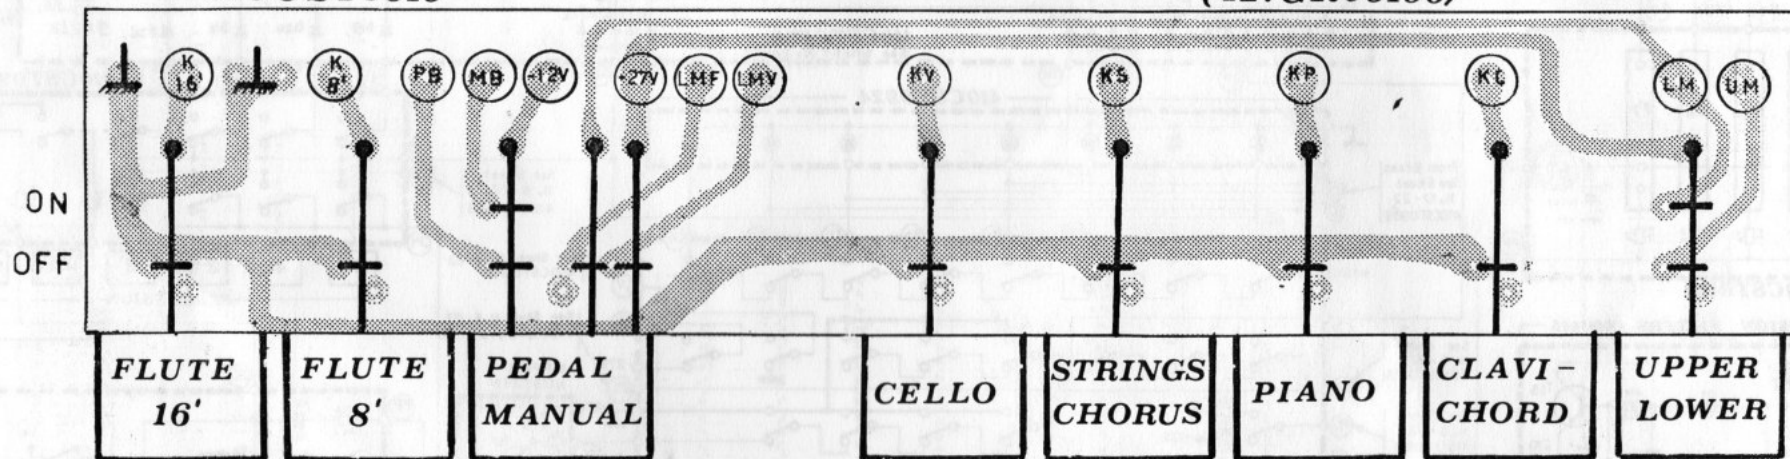 K 16'
K 8'
PB
MB
-12V
-27V
LMF
LMV
KV
KS
KP
KC
LM
UM
ON
OFF
FLUTE 16'
FLUTE 8'
PEDAL MANUAL
CELLO
STRINGS CHORUS
PIANO
CLAVI-
CHORD
UPPER LOWER